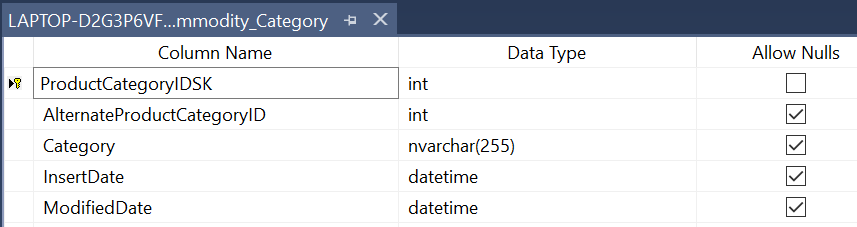 LAPTOP-D2G3P6VF...mmodity_Category
Column Name Data Type Allow Nulls
ProductCategoryIDSK int
AlternateProductCategoryID int
Category nvarchar(255)
InsertDate datetime
ModifiedDate datetime